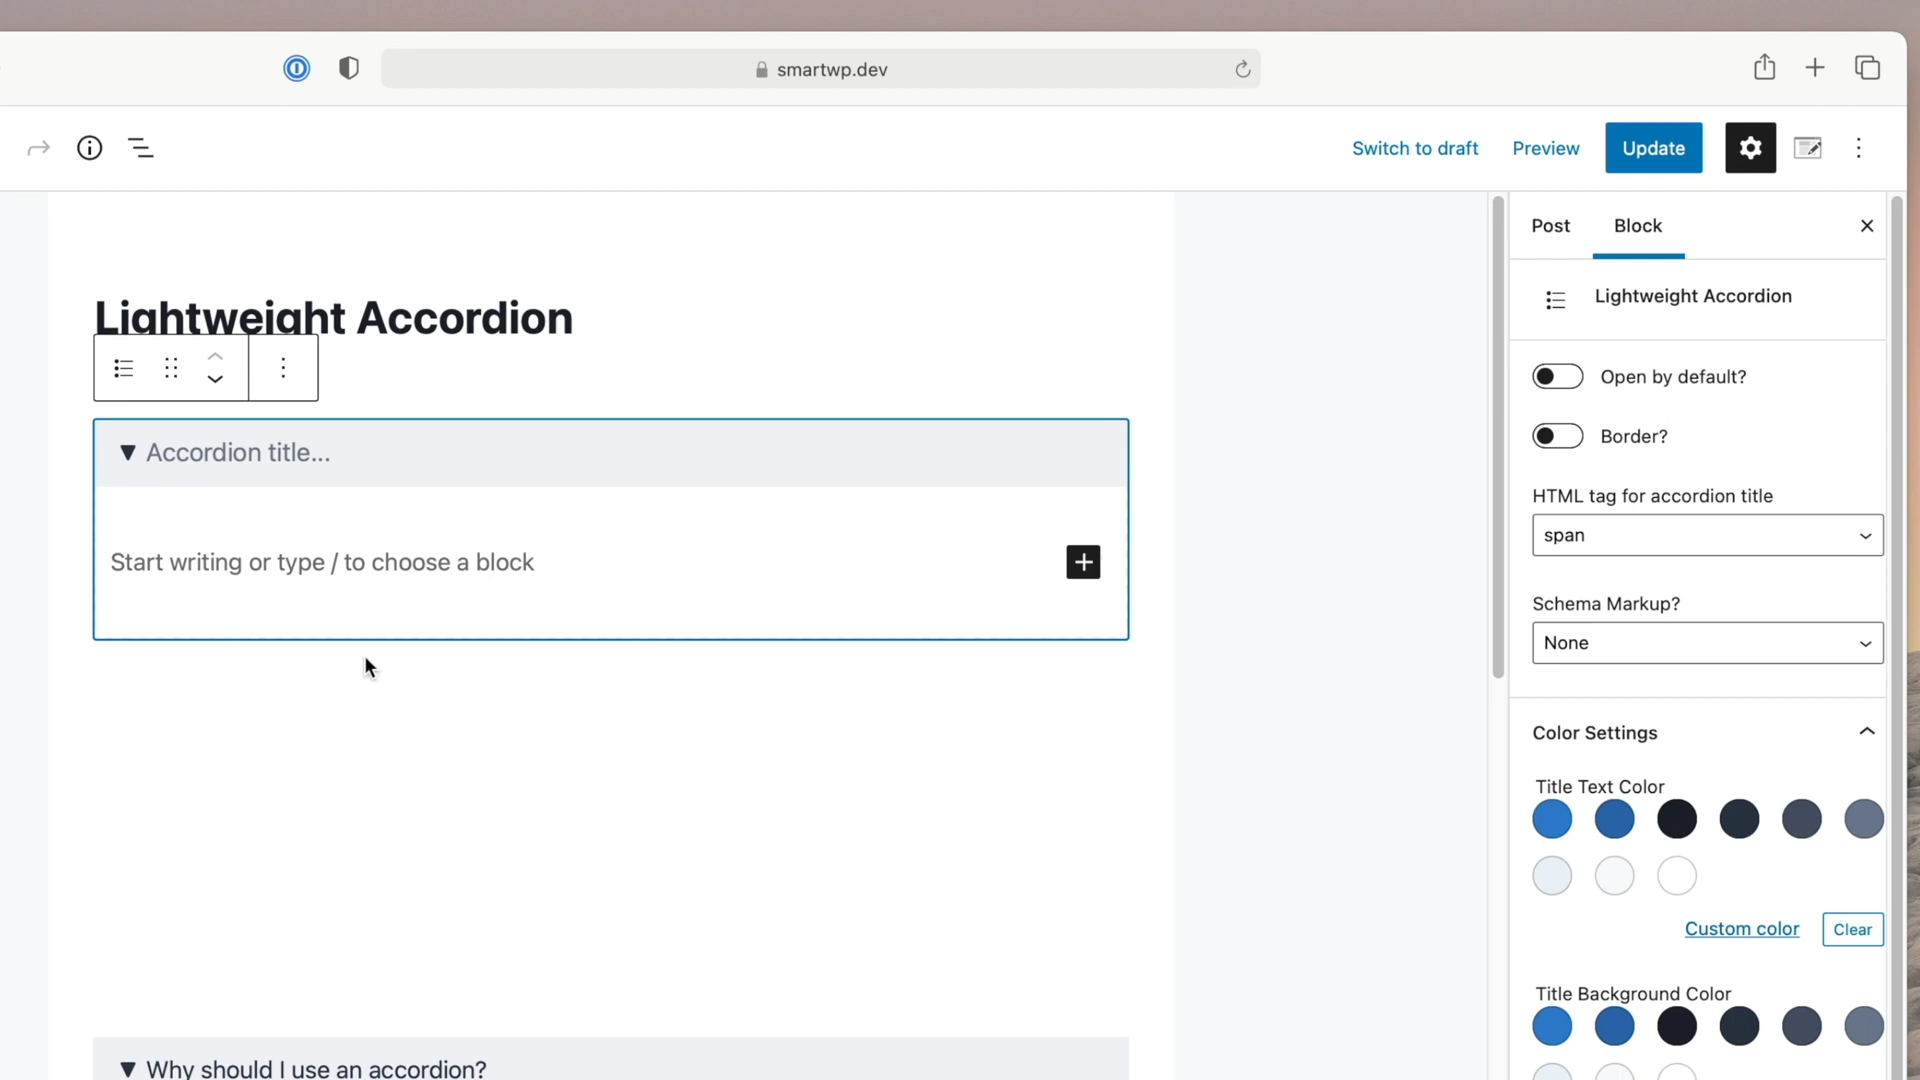 smartwp.dev
Switch to draft
Preview
Update
Post
Block
Lightweight Accordion
Lightweight Accordion
Open by default?
Accordion title...
Border?
HTML tag for accordion title
span
Start writing or type / to choose a block
Schema Markup?
None
Color Settings
Title Text Color
Custom color
Clear
Title Background Color
Why should I use an accordion?